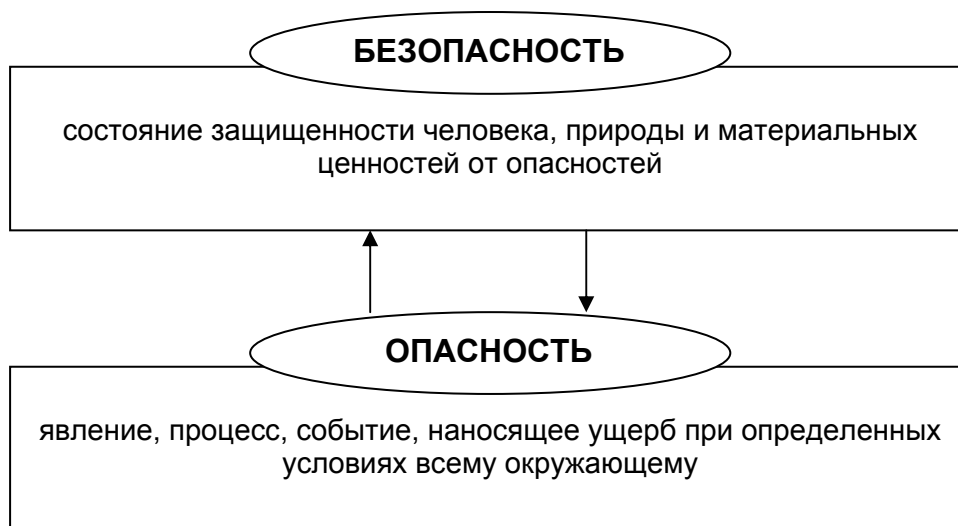 БЕЗОПАСНОСТЬ
состояние защищенности человека, природы и материальных
ценностей от опасностей
ОПАСНОСТЬ
явление, процесс, событие, наносящее ущерб при определенных
условиях всему окружающему